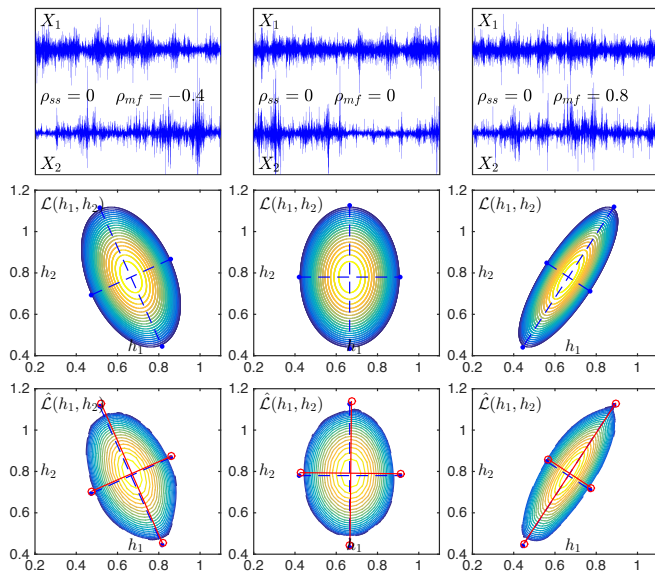 X₁ X₁ X₁
ρₛₛ = 0 ρₘf = −0.4 ρₛₛ = 0 ρₘf = 0 ρₛₛ = 0 ρₘf = 0.8
X₂ X₂ X₂
1.2 1.2 1.2
ℒ(h₁, h₂) ℒ(h₁, h₂) ℒ(h₁, h₂)
1 1 1
0.8 h₂ 0.8 h₂ 0.8 h₂
0.6 0.6 0.6
0.4 h₁ 0.4 h₁ 0.4 h₁
0.2 0.4 0.6 0.8 1 0.2 0.4 0.6 0.8 1 0.2 0.4 0.6 0.8 1
1.2 1.2 1.2
ℒ̂(h₁, h₂) ℒ̂(h₁, h₂) ℒ̂(h₁, h₂)
1 1 1
0.8 h₂ 0.8 h₂ 0.8 h₂
0.6 0.6 0.6
0.4 h₁ 0.4 h₁ 0.4 h₁
0.2 0.4 0.6 0.8 1 0.2 0.4 0.6 0.8 1 0.2 0.4 0.6 0.8 1